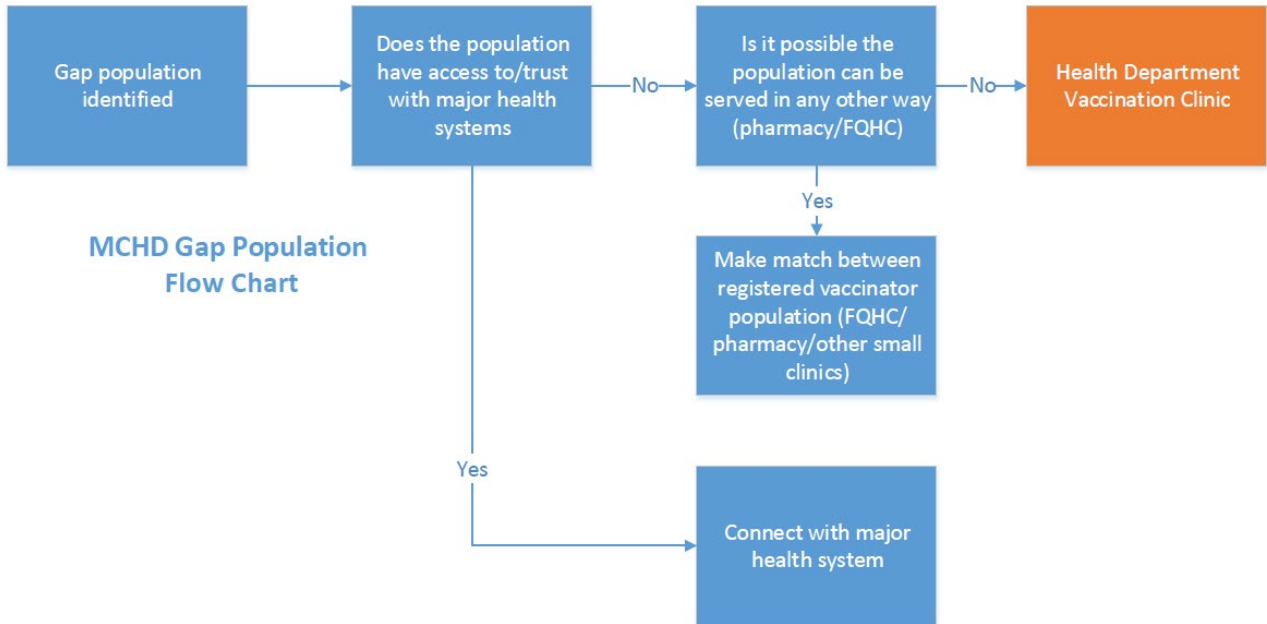 Gap population
identified
Does the population
have access to/trust
with major health
systems
No
Is it possible the
population can be
served in any other way
(pharmacy/FQHC)
No
Health Department
Vaccination Clinic
Yes
MCHD Gap Population
Flow Chart
Make match between
registered vaccinator
population (FQHC/
pharmacy/other small
clinics)
Yes
Connect with major
health system